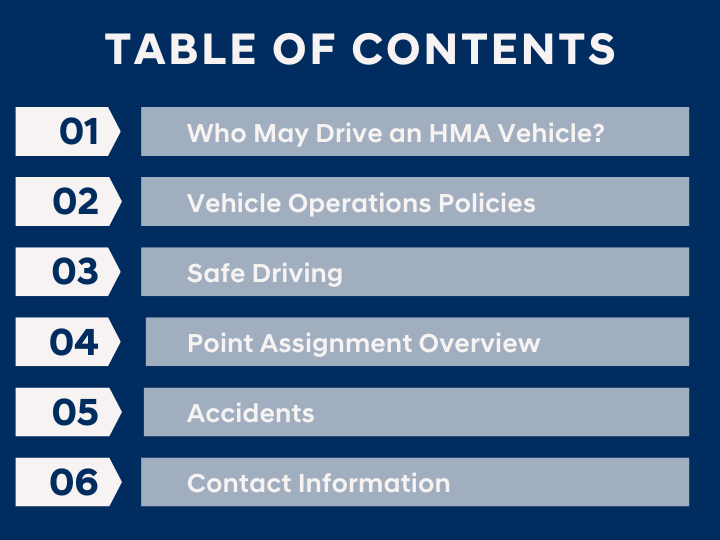 TABLE OF CONTENTS
01 Who May Drive an HMA Vehicle?
02 Vehicle Operations Policies
03 Safe Driving
04 Point Assignment Overview
05 Accidents
06 Contact Information